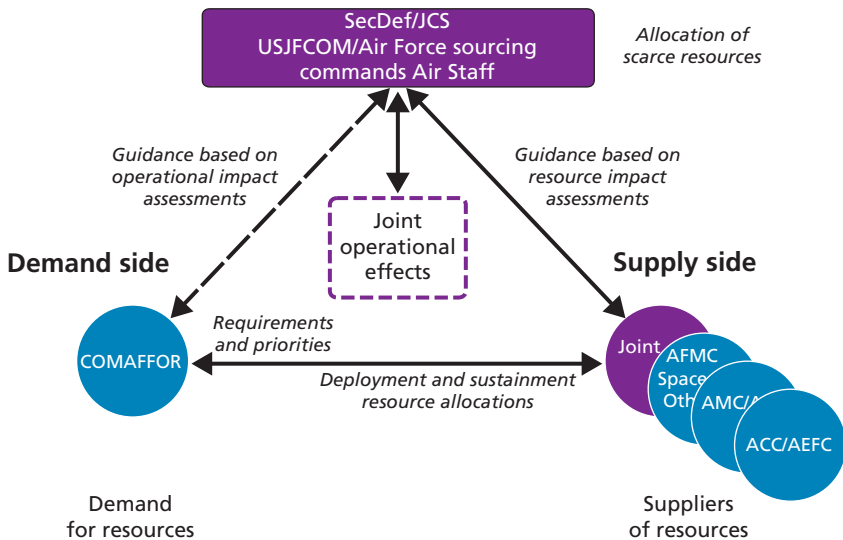 SecDef/JCS
USJFCOM/Air Force sourcing
commands Air Staff
Allocation of
scarce resources
Guidance based on
operational impact
assessments
Guidance based on
resource impact
assessments
Joint
operational
effects
Demand side
Supply side
COMAFFOR
Requirements
and priorities
Deployment and sustainment
resource allocations
Joint
AFMC
Space
Oth
AMC/A
ACC/AEFC
Demand
for resources
Suppliers
of resources